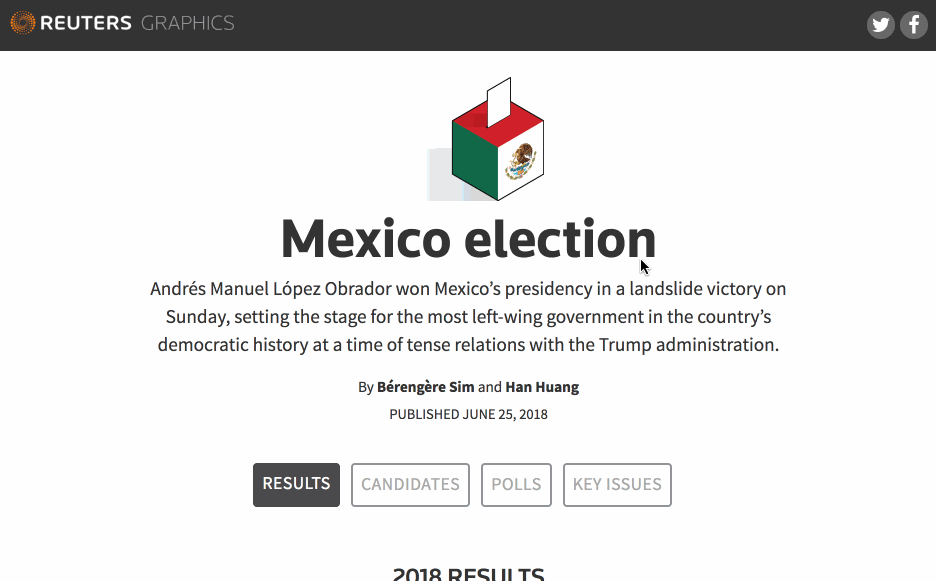 REUTERS GRAPHICS
Mexico election
Andrés Manuel López Obrador won Mexico’s presidency in a landslide victory on
Sunday, setting the stage for the most left-wing government in the country’s
democratic history at a time of tense relations with the Trump administration.
By Bérengère Sim and Han Huang
PUBLISHED JUNE 25, 2018
RESULTS CANDIDATES POLLS KEY ISSUES
2018 RESULTS